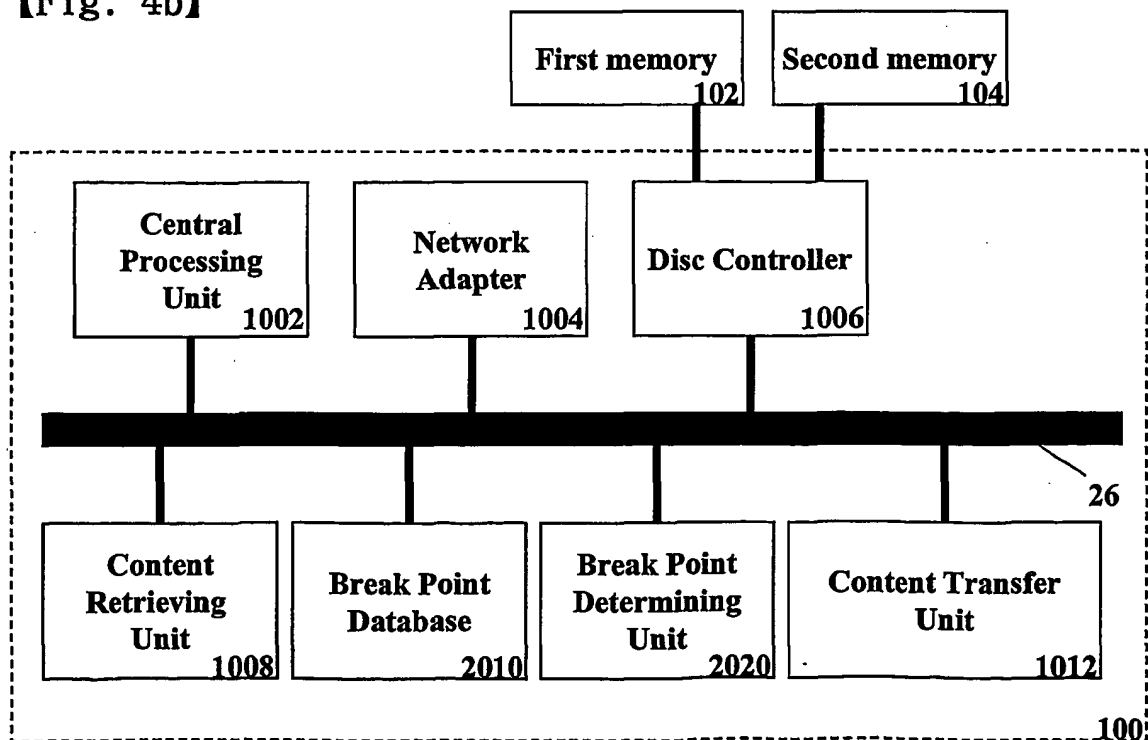 【Fig. 4b】
First memory
102
Second memory
104
Central
Processing
Unit
1002
Network
Adapter
1004
Disc Controller
1006
26
Content
Retrieving
Unit
1008
Break Point
Database
2010
Break Point
Determining
Unit
2020
Content Transfer
Unit
1012
100